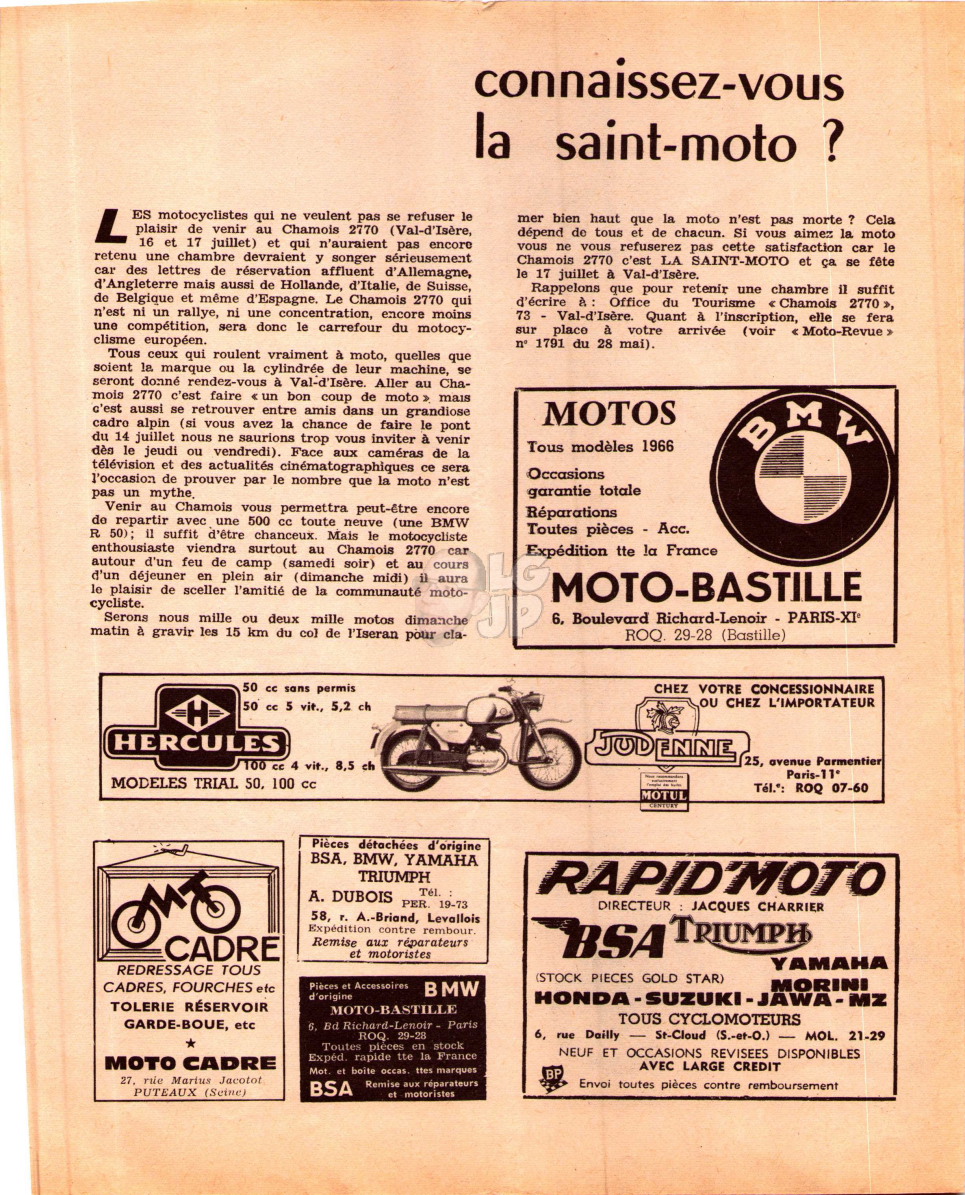 connaissez-vous
la saint-moto ?
LES motocyclistes qui ne veulent pas se refuser le
plaisir de venir au Chamois 2770 (Val-d'Isère,
16 et 17 juillet) et qui n'auraient pas encore
retenu une chambre devraient y songer sérieusement
car des lettres de réservation affluent d'Allemagne,
d'Angleterre mais aussi de Hollande, d'Italie, de Suisse,
de Belgique et même d'Espagne. Le Chamois 2770 qui
n'est ni un rallye, ni une concentration, encore moins
une compétition, sera donc le carrefour du motocy-
clisme européen.
Tous ceux qui roulent vraiment à moto, quelles que
soient la marque ou la cylindrée de leur machine, se
seront donné rendez-vous à Val-d'Isère. Aller au Cha-
mois 2770 c'est faire « un bon coup de moto » mais
c'est aussi se retrouver entre amis dans un grandiose
cadro alpin (si vous avez la chance de faire le pont
du 14 juillet nous ne saurions trop vous inviter à venir
dès le jeudi ou vendredi). Face aux caméras de la
télévision et des actualités cinématographiques ce sera
l'occasion de prouver par le nombre que la moto n'est
pas un mythe.
Venir au Chamois vous permettra peut-être encore
de repartir avec une 500 cc toute neuve (une BMW
R 50); il suffit d'être chanceux. Mais le motocycliste
enthousiaste viendra surtout au Chamois 2770 car
autour d'un feu de camp (samedi soir) et au cours
d'un déjeuner en plein air (dimanche midi) il aura
le plaisir de sceller l'amitié de la communauté moto-
cycliste.
Serons nous mille ou deux mille motos dimanche
matin à gravir les 15 km du col de l'Iseran pour cla-
mer bien haut que la moto n'est pas morte ? Cela
dépend de tous et de chacun. Si vous aimez la moto
vous ne vous refuserez pas cette satisfaction car le
Chamois 2770 c'est LA SAINT-MOTO et ça se fête
le 17 juillet à Val-d'Isère.
Rappelons que pour retenir une chambre il suffit
d'écrire à : Office du Tourisme « Chamois 2770 »,
73 - Val-d'Isère. Quant à l'inscription, elle se fera
sur place à votre arrivée (voir « Moto-Revue »
n° 1791 du 28 mai).
MOTOS
BMW
Tous modèles 1966
Occasions
garantie totale
Réparations
Toutes pièces - Acc.
Expédition tte la France
MOTO-BASTILLE
6, Boulevard Richard-Lenoir - PARIS-XIe
ROQ. 29-28 (Bastille)
LG
JP
H
HERCULES
50 cc sans permis
50 cc 5 vit., 5,2 ch
100 cc 4 vit., 8,5 ch
MODELES TRIAL 50, 100 cc
CHEZ VOTRE CONCESSIONNAIRE
OU CHEZ L'IMPORTATEUR
JUDENNE
25, avenue Parmentier
Paris-11°
Tél.°: ROQ 07-60
MOTUL
CENTURY
MOTO
CADRE
REDRESSAGE TOUS
CADRES, FOURCHES etc
TOLERIE RÉSERVOIR
GARDE-BOUE, etc
★
MOTO CADRE
27, rue Marius Jacotot
PUTEAUX (Seine)
Pièces détachées d'origine
BSA, BMW, YAMAHA
TRIUMPH
A. DUBOIS Tél. :
PER. 19-73
58, r. A.-Briand, Levallois
Expédition contre rembour.
Remise aux réparateurs
et motoristes
Pièces et Accessoires
d'origine BMW
MOTO-BASTILLE
6, Bd Richard-Lenoir - Paris
ROQ. 29-28
Toutes pièces en stock
Expéd. rapide tte la France
Mot. et boite occas. ttes marques
BSA Remise aux réparateurs
et motoristes
RAPID'MOTO
DIRECTEUR : JACQUES CHARRIER
BSA TRIUMPH
YAMAHA
(STOCK PIECES GOLD STAR) MORINI
HONDA - SUZUKI - JAWA - MZ
TOUS CYCLOMOTEURS
6, rue Dailly — St-Cloud (S.-et-O.) — MOL. 21-29
NEUF ET OCCASIONS REVISEES DISPONIBLES
AVEC LARGE CREDIT
BP Envoi toutes pièces contre remboursement